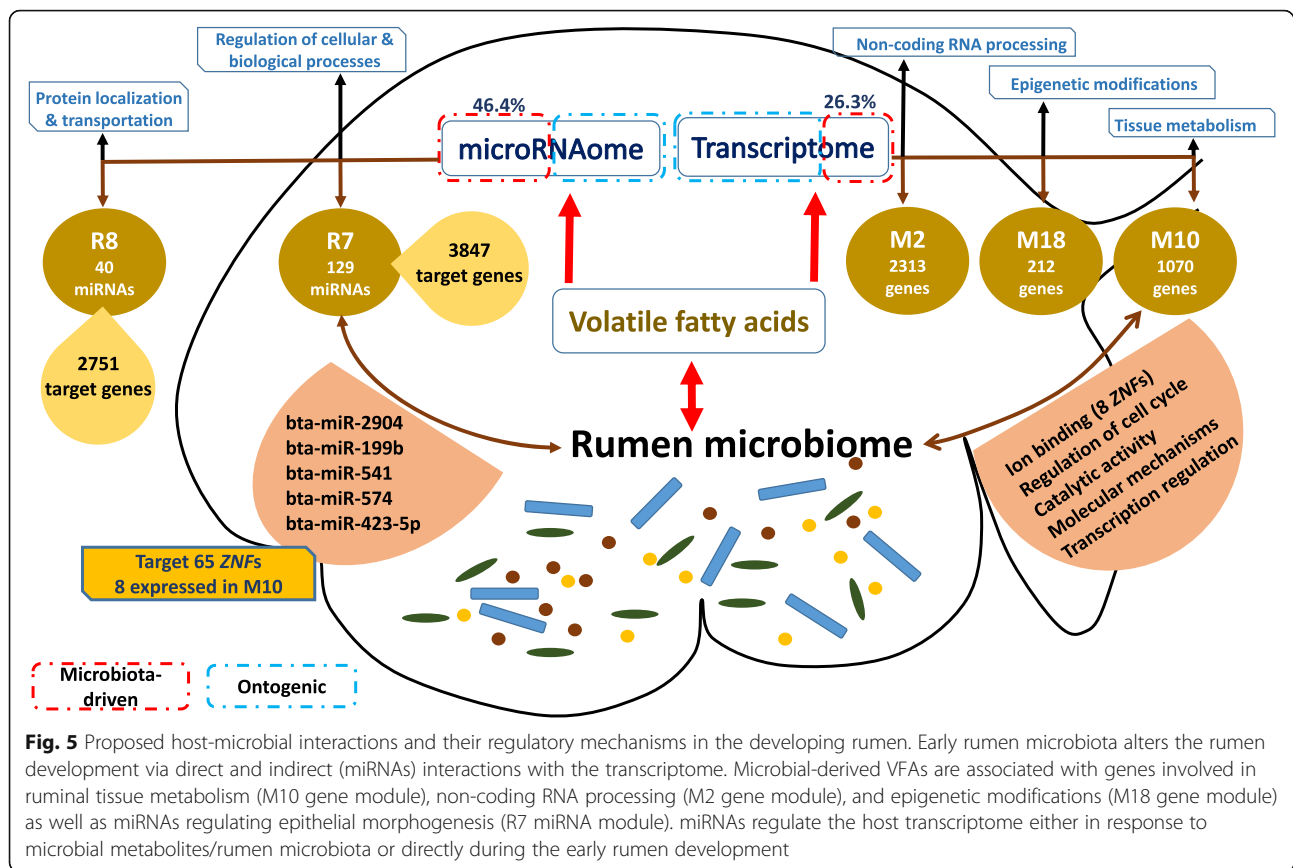 Regulation of cellular &
biological processes
Non-coding RNA processing
Protein localization
& transportation
Epigenetic modifications
Tissue metabolism
46.4%
26.3%
microRNAome
Transcriptome
R8
40
miRNAs
R7
129
miRNAs
3847
target genes
M2
2313
genes
M18
212
genes
M10
1070
genes
2751
target genes
Volatile fatty acids
bta-miR-2904
bta-miR-199b
bta-miR-541
bta-miR-574
bta-miR-423-5p
Rumen microbiome
Ion binding (8 ZNFs)
Regulation of cell cycle
Catalytic activity
Molecular mechanisms
Transcription regulation
Target 65 ZNFs
8 expressed in M10
Microbiota-
driven
Ontogenic
Fig. 5 Proposed host-microbial interactions and their regulatory mechanisms in the developing rumen. Early rumen microbiota alters the rumen
development via direct and indirect (miRNAs) interactions with the transcriptome. Microbial-derived VFAs are associated with genes involved in
ruminal tissue metabolism (M10 gene module), non-coding RNA processing (M2 gene module), and epigenetic modifications (M18 gene module)
as well as miRNAs regulating epithelial morphogenesis (R7 miRNA module). miRNAs regulate the host transcriptome either in response to
microbial metabolites/rumen microbiota or directly during the early rumen development